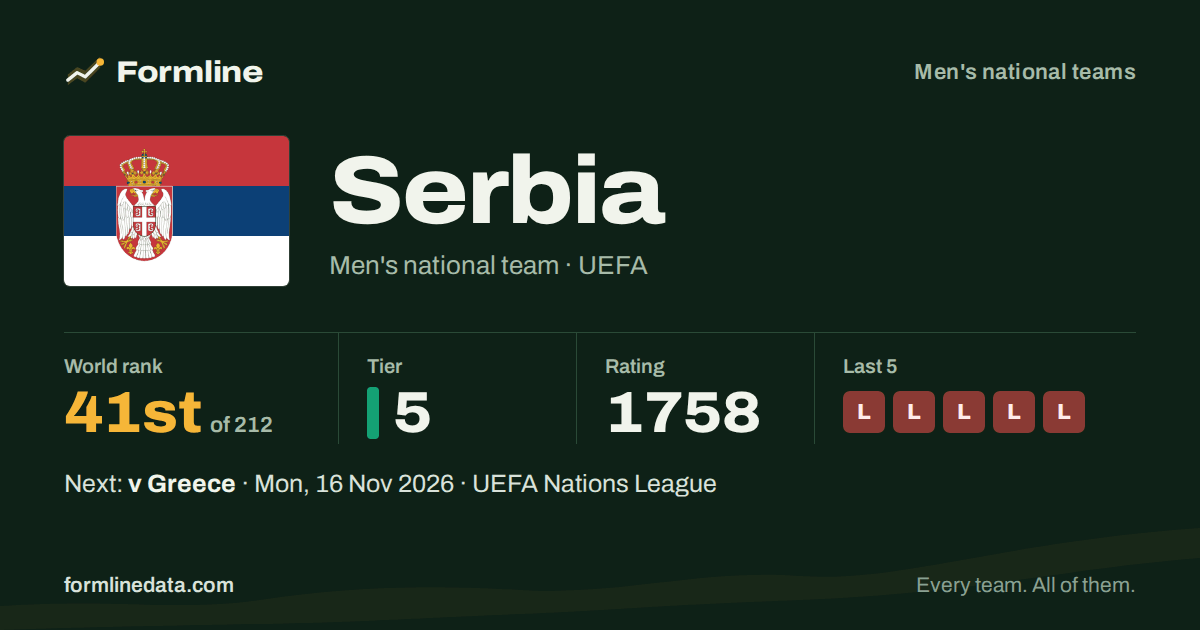 Formline
Men's national teams
Serbia
Men's national team · UEFA
World rank
41st of 212
Tier
5
Rating
1758
Last 5
L L L L L
Next: v Greece · Mon, 16 Nov 2026 · UEFA Nations League
formlinedata.com
Every team. All of them.